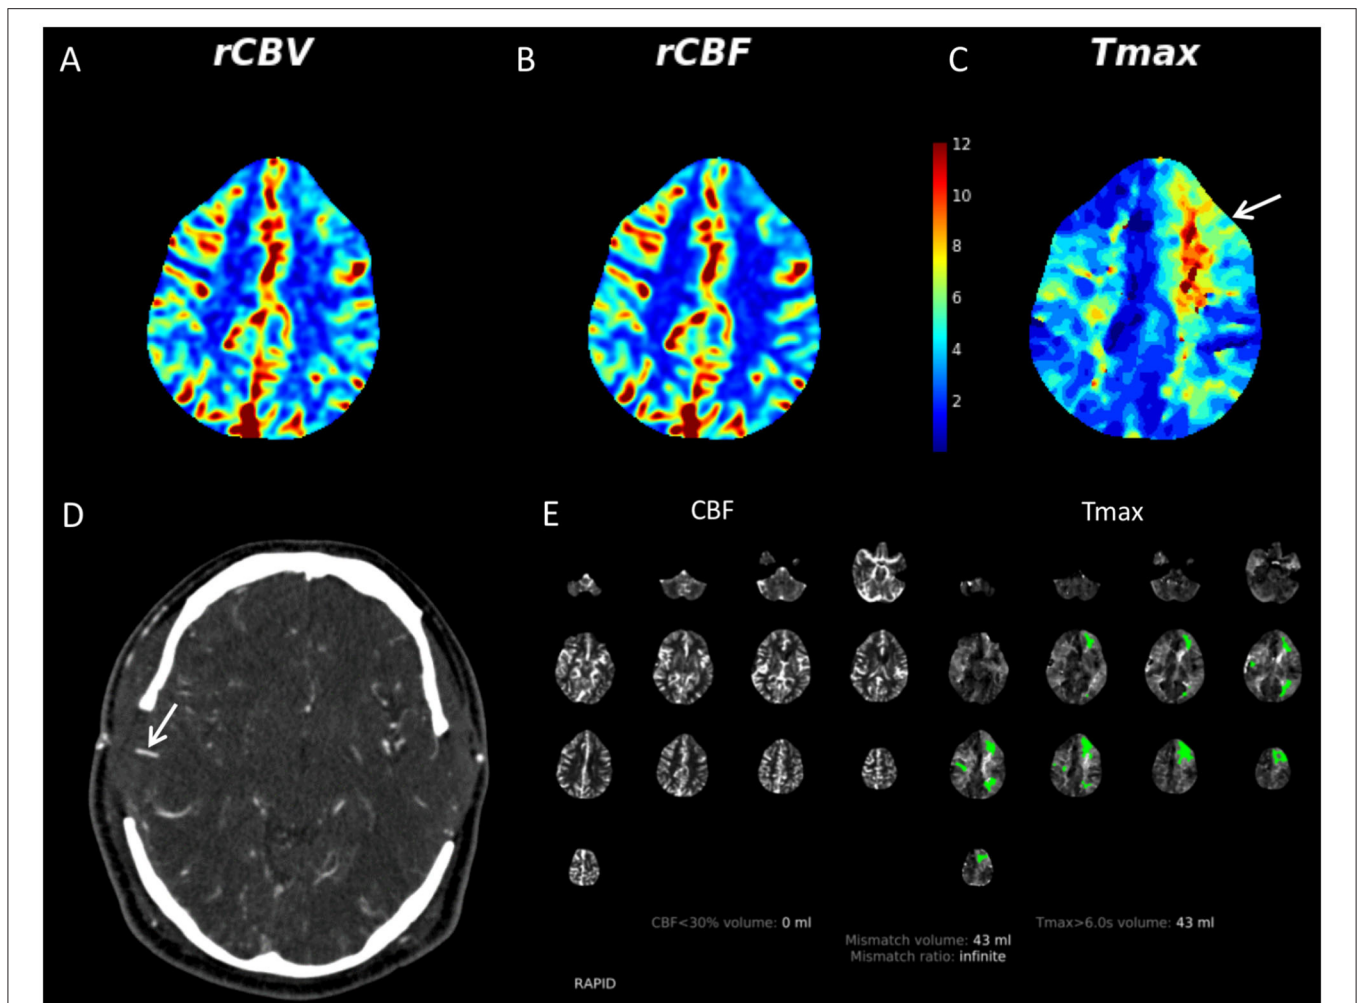 A
rCBV
B
rCBF
C
Tmax
12
10
8
6
4
2
D
E
CBF
Tmax
CBF<30% volume: 0 ml
Tmax>6.0s volume: 43 ml
Mismatch volume: 43 ml
Mismatch ratio: infinite
RAPID